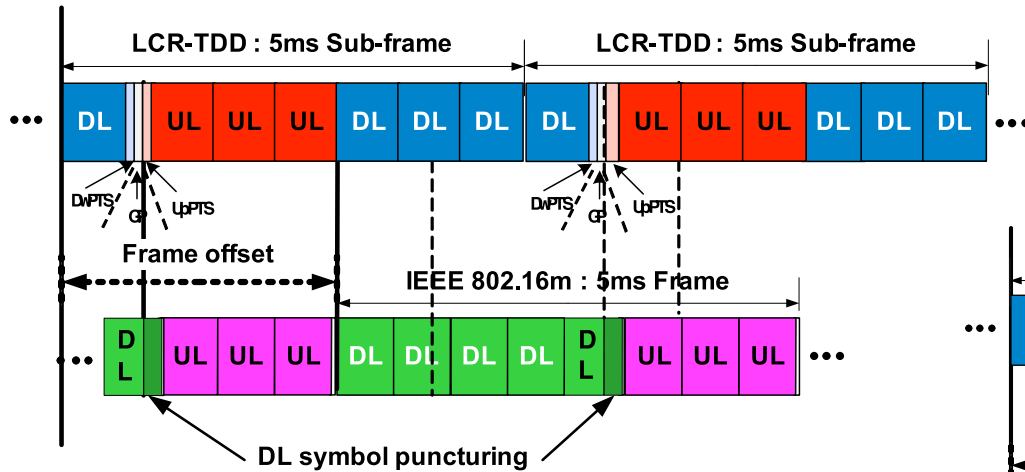 LCR-TDD : 5ms Sub-frame LCR-TDD : 5ms Sub-frame
••• DL UL UL UL DL DL DL DL UL UL UL DL DL DL •••
DwPTS GP UpPTS DwPTS GP UpPTS
Frame offset
IEEE 802.16m : 5ms Frame
••• DL UL UL UL DL DL DL DL DL UL UL UL ••• •••
DL symbol puncturing